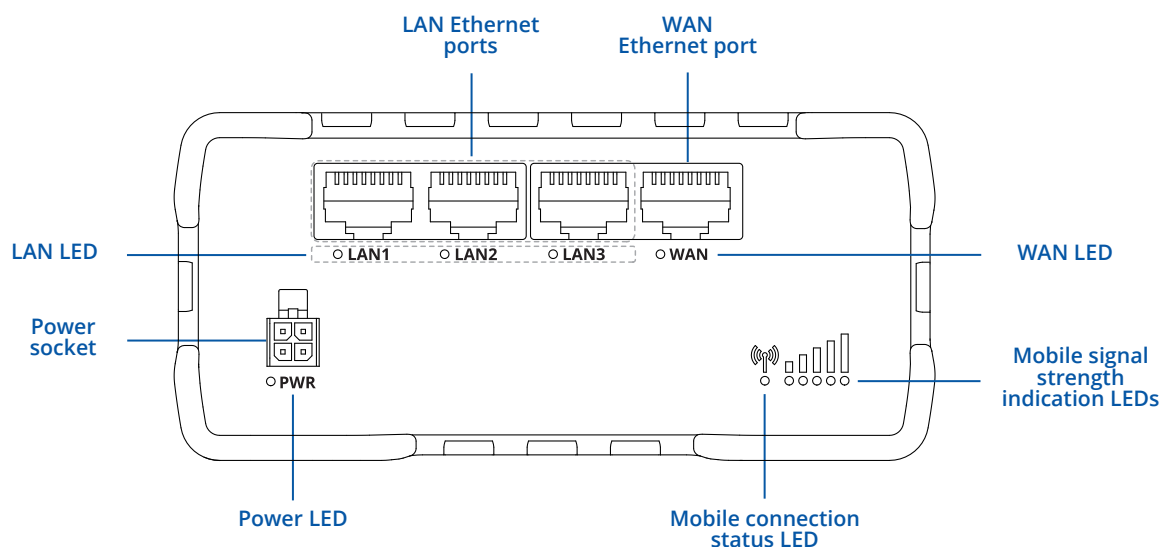 LAN Ethernet
ports
WAN
Ethernet port
LAN LED
LAN1
LAN2
LAN3
WAN
WAN LED
Power
socket
PWR
Mobile signal
strength
indication LEDs
Power LED
Mobile connection
status LED